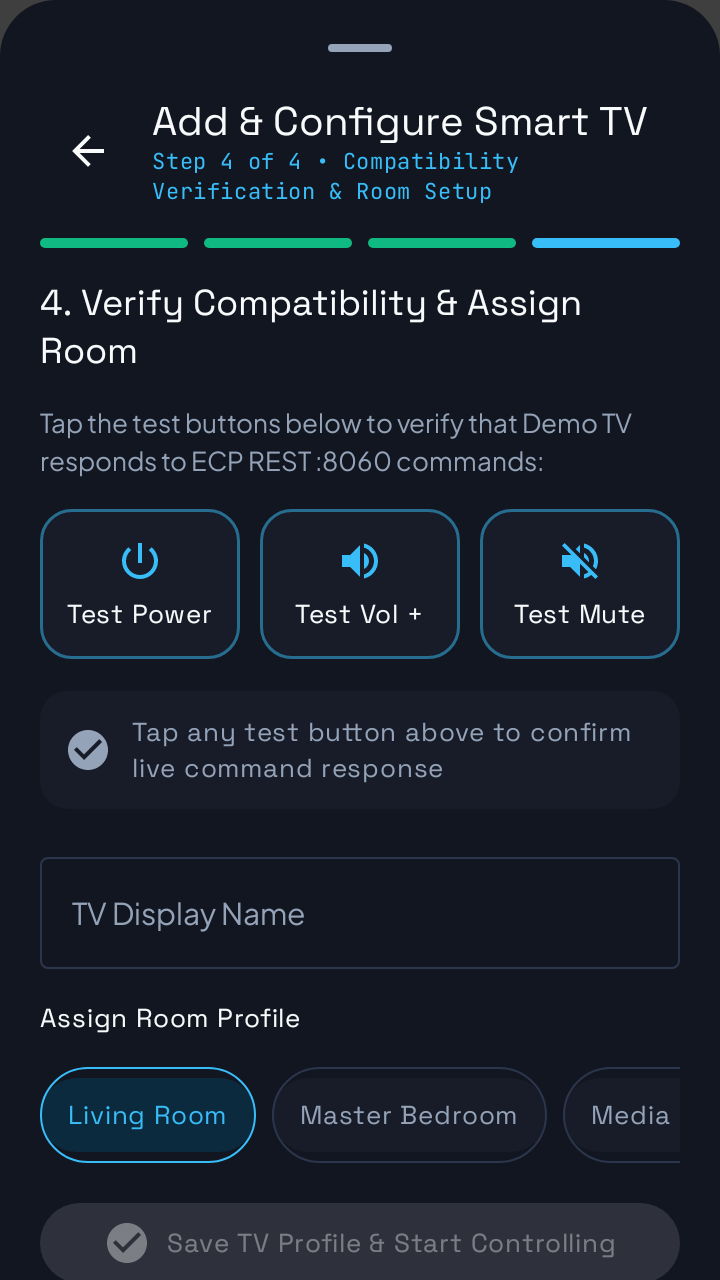 Add & Configure Smart TV
Step 4 of 4 • Compatibility
Verification & Room Setup
4. Verify Compatibility & Assign
Room
Tap the test buttons below to verify that Demo TV
responds to ECP REST :8060 commands:
Test Power
Test Vol +
Test Mute
Tap any test button above to confirm
live command response
TV Display Name
Assign Room Profile
Living Room
Master Bedroom
Media
Save TV Profile & Start Controlling